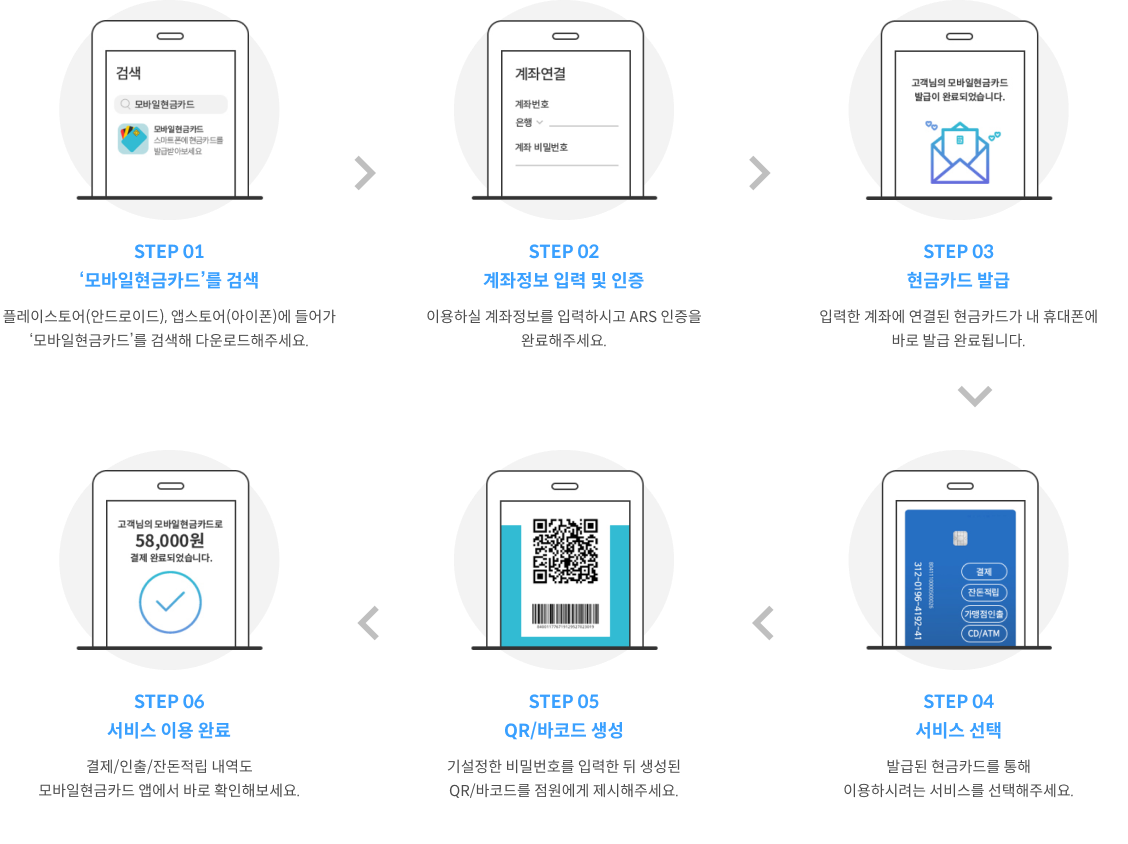 검색
모바일현금카드
모바일현금카드
스마트폰에 현금카드를
발급받아보세요
STEP 01
‘모바일현금카드’를 검색
플레이스토어(안드로이드), 앱스토어(아이폰)에 들어가
‘모바일현금카드’를 검색해 다운로드해주세요.
계좌연결
계좌번호
은행
계좌 비밀번호
STEP 02
계좌정보 입력 및 인증
이용하실 계좌정보를 입력하시고 ARS 인증을
완료해주세요.
고객님의 모바일현금카드
발급이 완료되었습니다.
STEP 03
현금카드 발급
입력한 계좌에 연결된 현금카드가 내 휴대폰에
바로 발급 완료됩니다.
312-0196-4192-41
결제
잔돈적립
가맹점인출
CD/ATM
STEP 04
서비스 선택
발급된 현금카드를 통해
이용하시려는 서비스를 선택해주세요.
STEP 05
QR/바코드 생성
기설정한 비밀번호를 입력한 뒤 생성된
QR/바코드를 점원에게 제시해주세요.
고객님의 모바일현금카드로
58,000원
결제 완료되었습니다.
STEP 06
서비스 이용 완료
결제/인출/잔돈적립 내역도
모바일현금카드 앱에서 바로 확인해보세요.